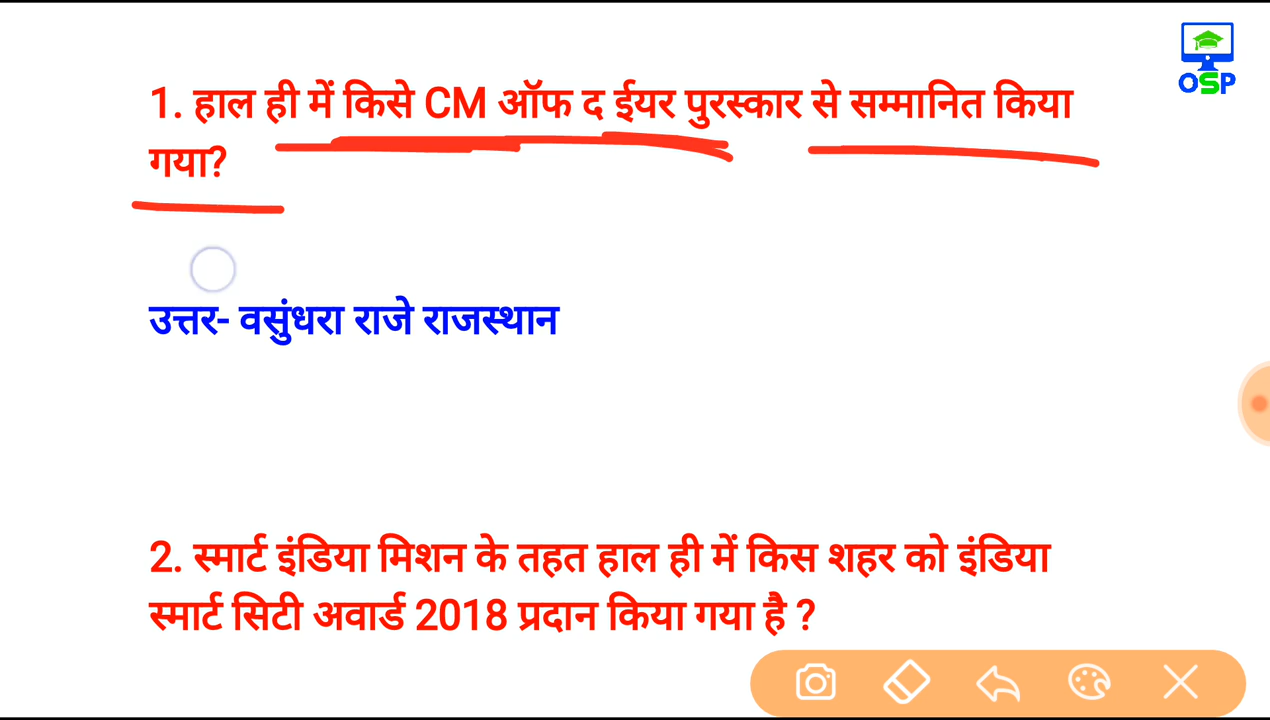 OSP
1. हाल ही में किसे CM ऑफ द ईयर पुरस्कार से सम्मानित किया
गया?
उत्तर- वसुंधरा राजे राजस्थान
2. स्मार्ट इंडिया मिशन के तहत हाल ही में किस शहर को इंडिया
स्मार्ट सिटी अवार्ड 2018 प्रदान किया गया है ?